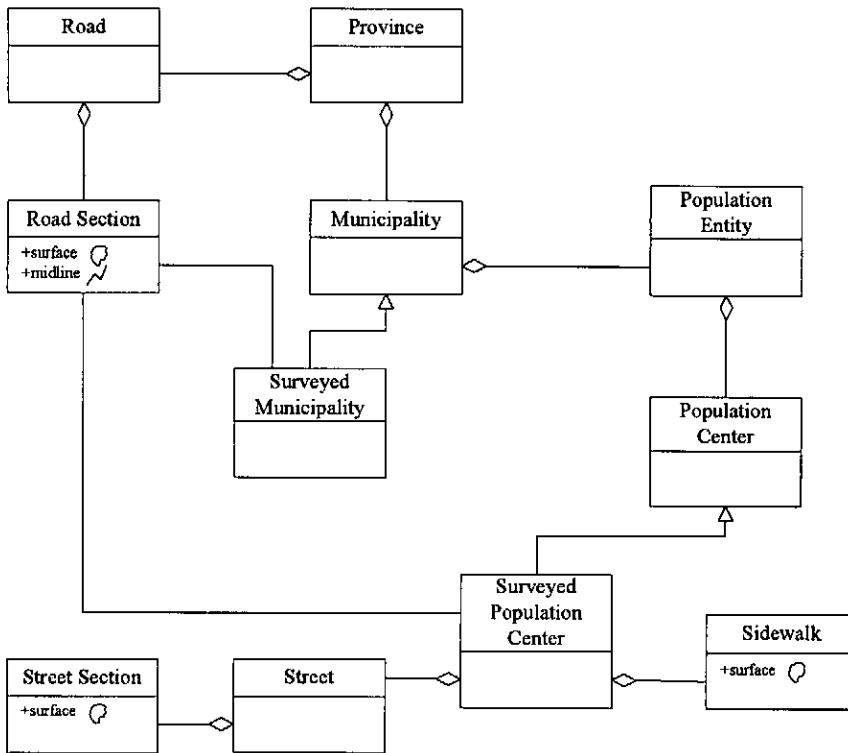 Road
Province
Road Section
+surface
+midline
Municipality
Population
Entity
Surveyed
Municipality
Population
Center
Surveyed
Population
Center
Sidewalk
+surface
Street Section
+surface
Street